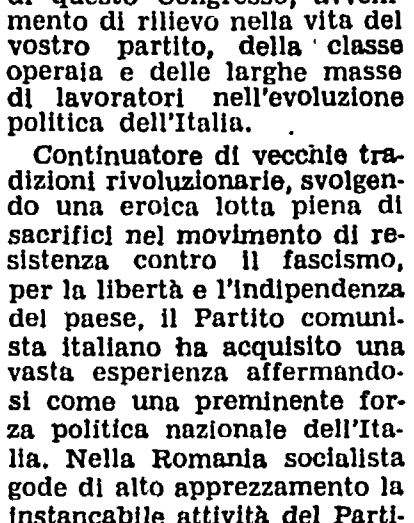 di questo Congresso, avveni-
mento di rilievo nella vita del
vostro partito, della classe
operaia e delle larghe masse
di lavoratori nell'evoluzione
politica dell'Italia.
Continuatore di vecchie tra-
dizioni rivoluzionarie, svolgen-
do una eroica lotta piena di
sacrifici nel movimento di re-
sistenza contro il fascismo,
per la libertà e l'indipendenza
del paese, il Partito comuni-
sta italiano ha acquisito una
vasta esperienza affermando-
si come una preminente for-
za politica nazionale dell'Ita-
lia. Nella Romania socialista
gode di alto apprezzamento la
instancabile attività del Parti-